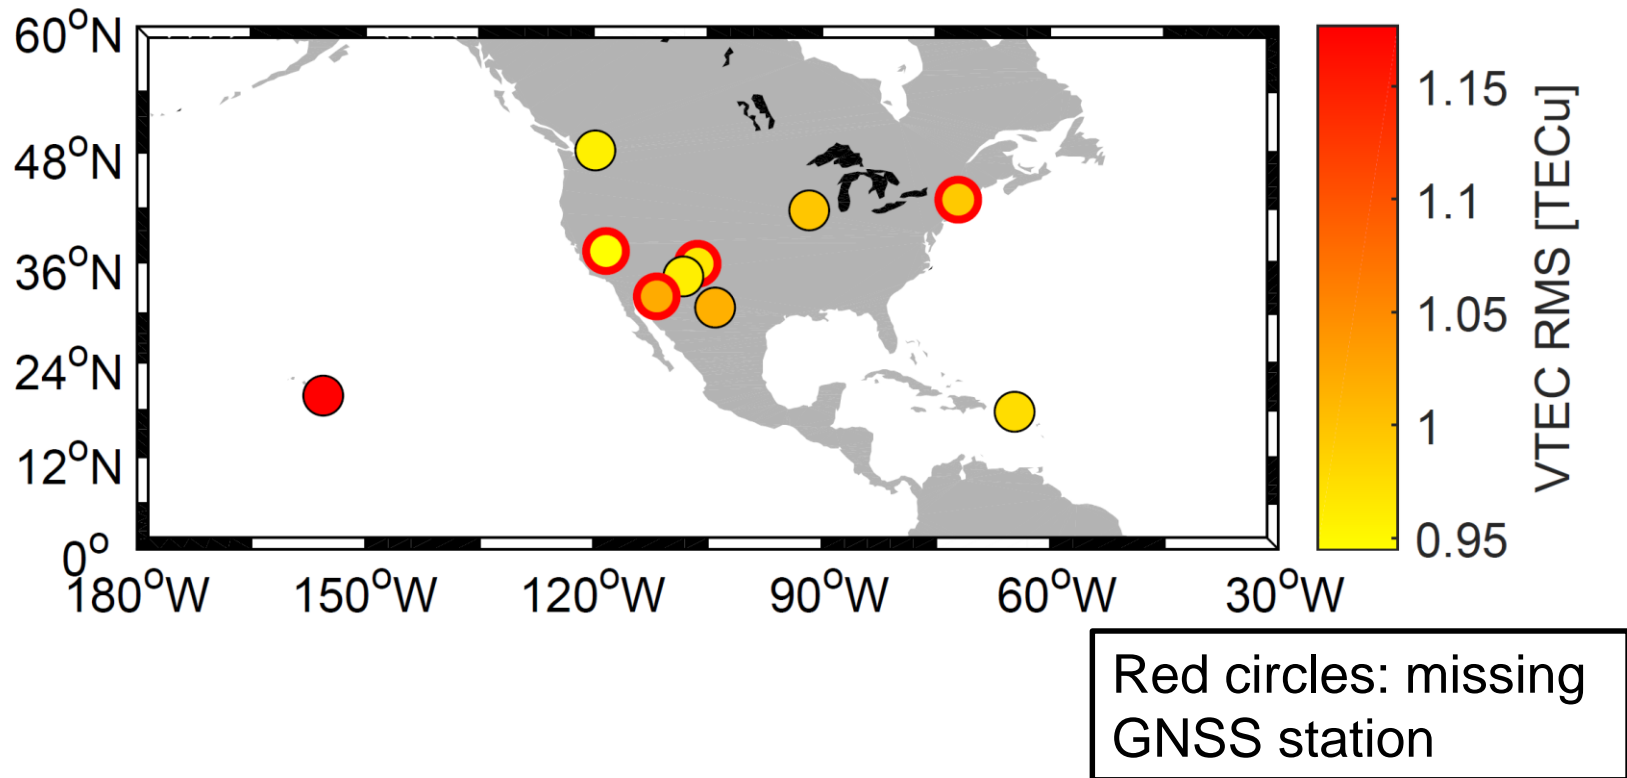 60°N
48°N
36°N
24°N
12°N
0°
180°W 150°W 120°W 90°W 60°W 30°W
1.15
1.1
1.05
1
0.95
VTEC RMS [TECu]
Red circles: missing
GNSS station